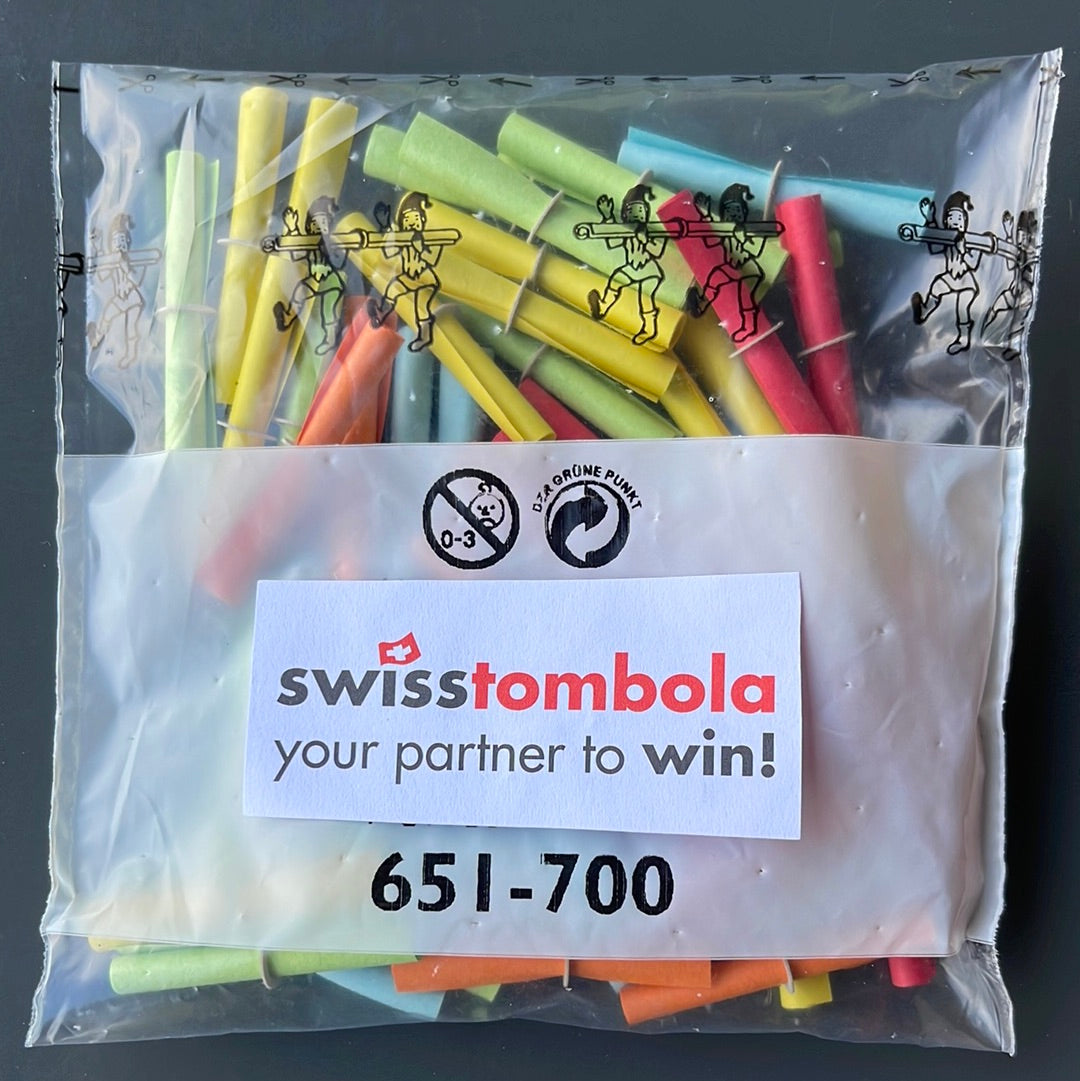 0-3
DER GRÜNE PUNKT
swisstombola
your partner to win!
651-700